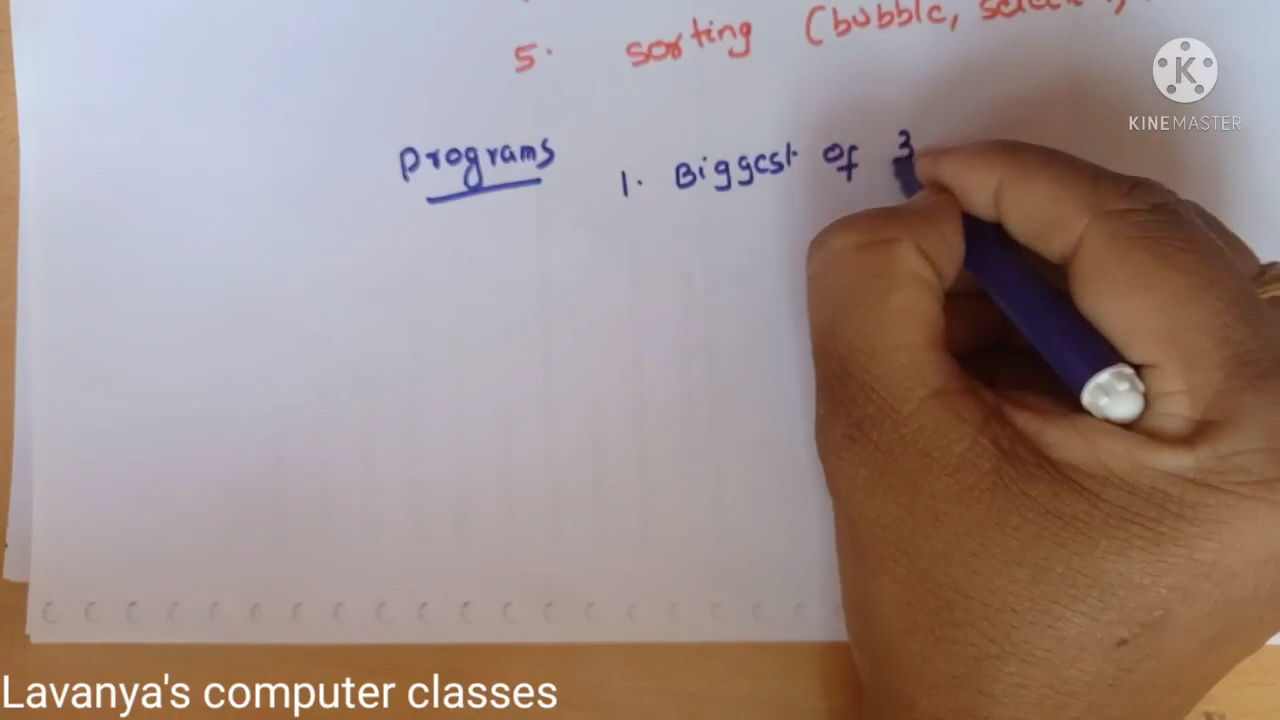 5. sorting (bubble,
KINEMASTER
Programs 1. Biggest of 3
Lavanya's computer classes